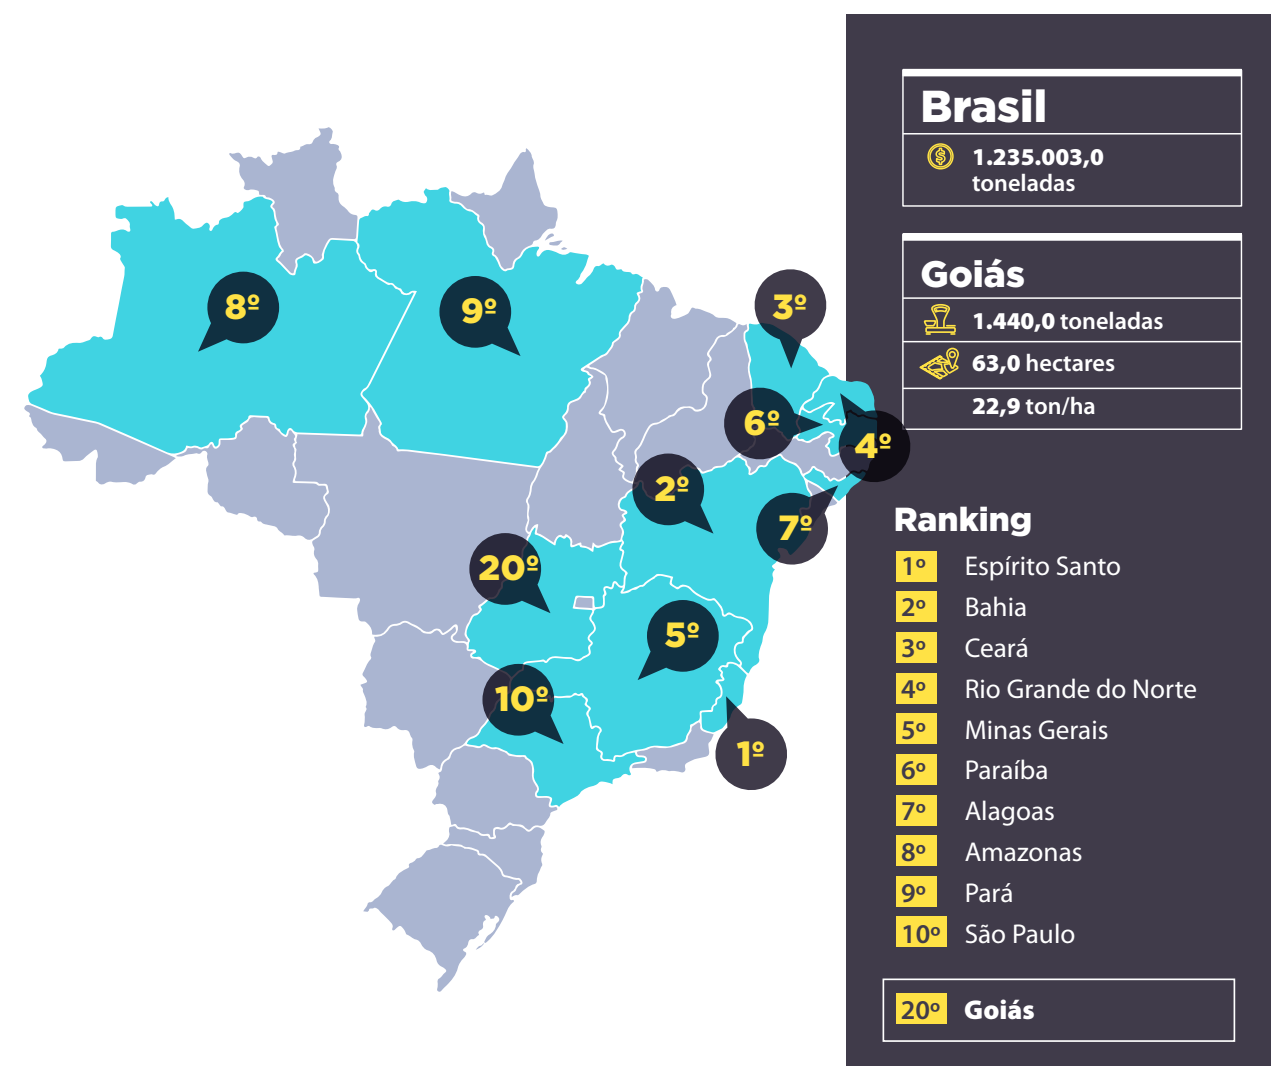 8º
9º
3º
6º
4º
2º
7º
20º
5º
10º
1º
Brasil
1.235.003,0
toneladas
Goiás
1.440,0 toneladas
63,0 hectares
22,9 ton/ha
Ranking
1º Espírito Santo
2º Bahia
3º Ceará
4º Rio Grande do Norte
5º Minas Gerais
6º Paraíba
7º Alagoas
8º Amazonas
9º Pará
10º São Paulo
20º Goiás